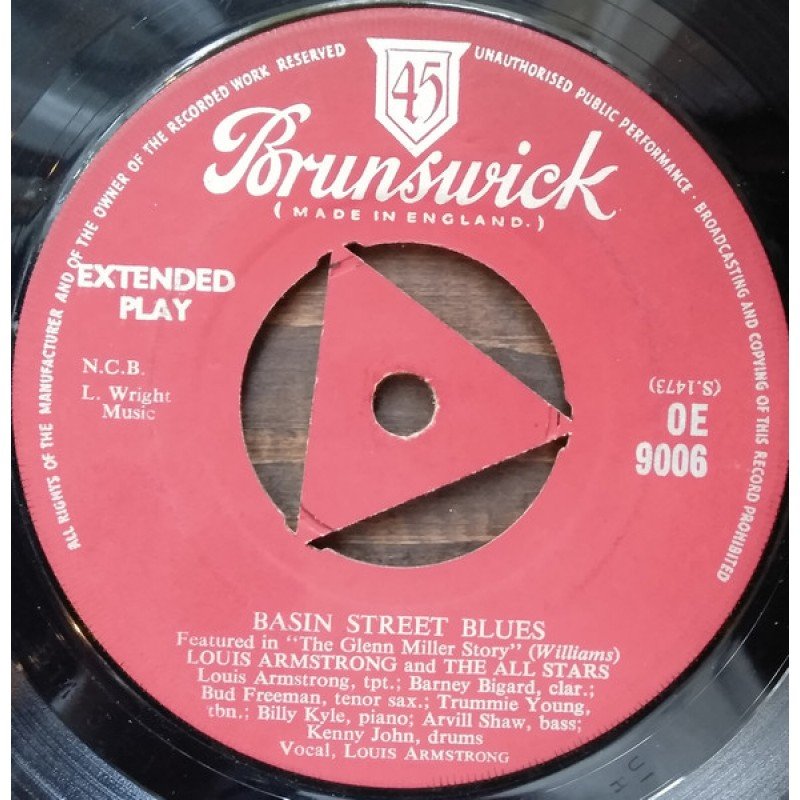 ALL RIGHTS OF THE MANUFACTURER AND OF THE OWNER OF THE RECORDED WORK RESERVED
UNAUTHORISED PUBLIC PERFORMANCE · BROADCASTING AND COPYING OF THIS RECORD PROHIBITED
45
Brunswick
( MADE IN ENGLAND. )
EXTENDED
PLAY
N.C.B.
L. Wright
Music
(S.1473)
OE
9006
BASIN STREET BLUES
Featured in "The Glenn Miller Story" (Williams)
LOUIS ARMSTRONG and THE ALL STARS
Louis Armstrong, tpt.; Barney Bigard, clar.;
Bud Freeman, tenor sax.; Trummie Young,
tbn.; Billy Kyle, piano; Arvill Shaw, bass;
Kenny John, drums
Vocal, LOUIS ARMSTRONG